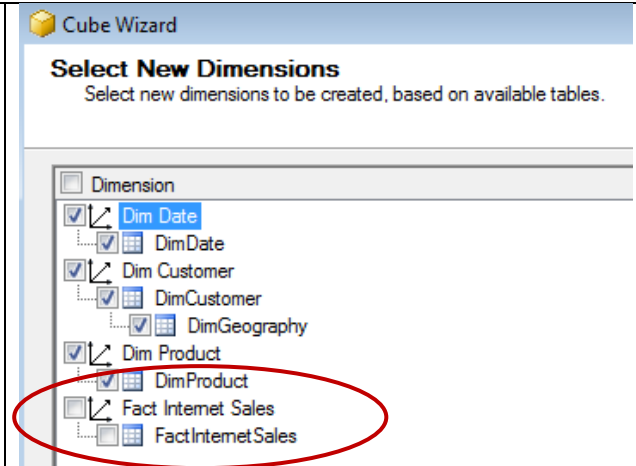 Cube Wizard
Select New Dimensions
Select new dimensions to be created, based on available tables.
Dimension
Dim Date
DimDate
Dim Customer
DimCustomer
DimGeography
Dim Product
DimProduct
Fact Internet Sales
FactInternetSales